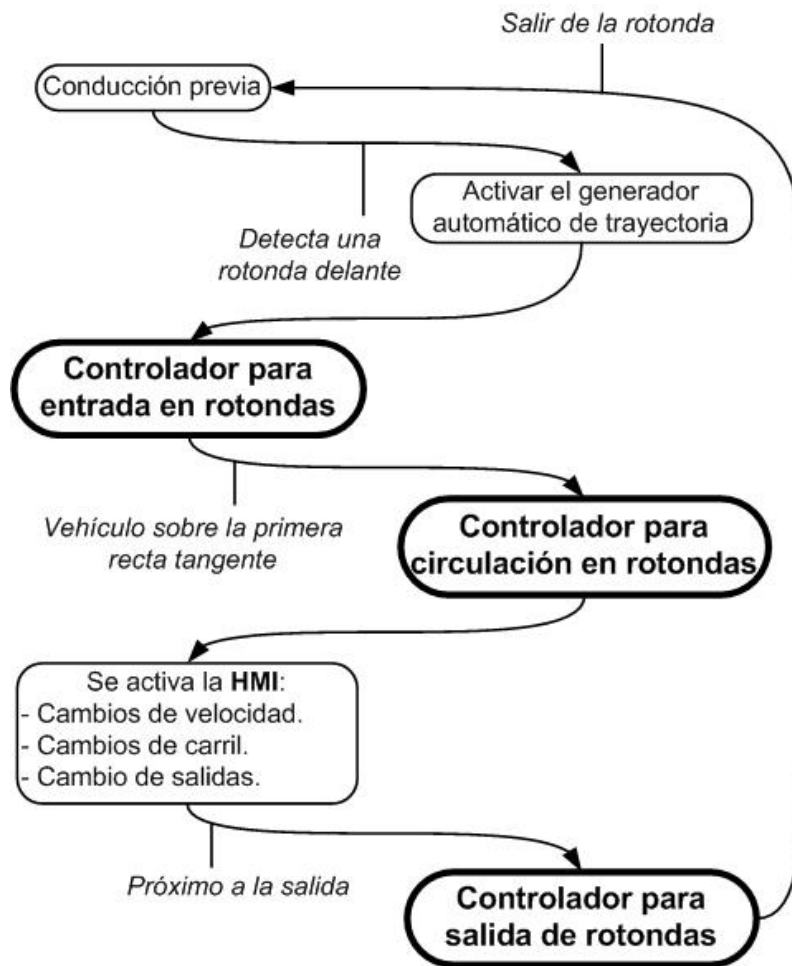 Salir de la rotonda
Conducción previa
Activar el generador
automático de trayectoria
Detecta una
rotonda delante
Controlador para
entrada en rotondas
Vehículo sobre la primera
recta tangente
Controlador para
circulación en rotondas
Se activa la HMI:
- Cambios de velocidad.
- Cambios de carril.
- Cambio de salidas.
Próximo a la salida
Controlador para
salida de rotondas